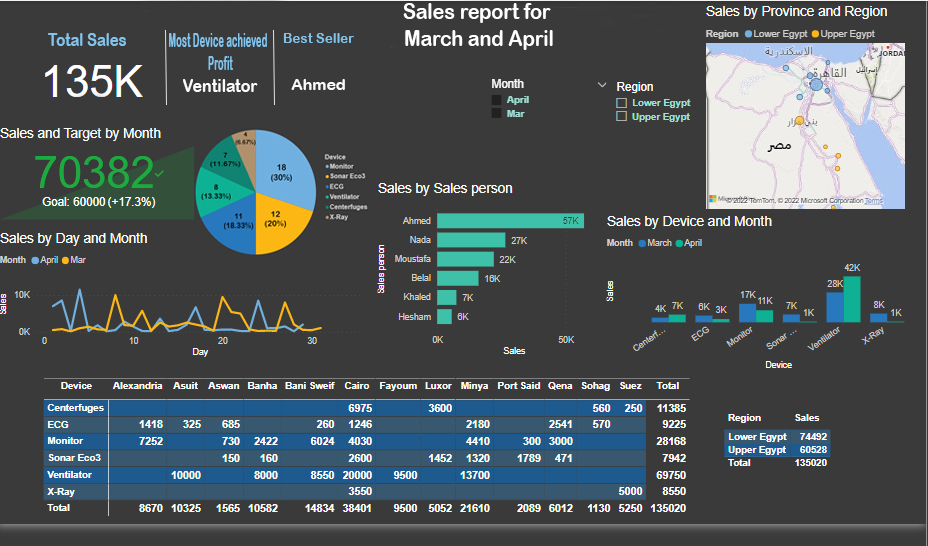 Sales report for
March and April
Total Sales
135K
Most Device achieved
Profit
Ventilator
Best Seller
Ahmed
Month
April
Mar
Region
Lower Egypt
Upper Egypt
Sales by Province and Region
Region Lower Egypt Upper Egypt
الإسكندرية
القاهرة
إسرائيل
JORDA
بني مزار
مصر
© 2022 TomTom, © 2022 Microsoft Corporation Terms
Sales and Target by Month
70382
Goal: 60000 (+17.3%)
18
(30%)
12
(20%)
11
(18.33%)
8
(13.33%)
7
(11.67%)
4
(6.67%)
Device
Monitor
Sonar Eco3
ECG
Ventilator
Centerfuges
X-Ray
Sales by Day and Month
Month April Mar
Sales
10K
0K
0 10 20 30
Day
Sales by Sales person
Sales person
Ahmed 57K
Nada 27K
Moustafa 22K
Belal 16K
Khaled 7K
Hesham 6K
0K 50K
Sales
Sales by Device and Month
Month March April
Sales
4K 7K 6K 3K 17K 11K 7K 1K 28K 42K 8K 1K
Centerf... ECG Monitor Sonar ... Ventilator X-Ray
Device
Device Alexandria Asuit Aswan Banha Bani Sweif Cairo Fayoum Luxor Minya Port Said Qena Sohag Suez Total
Centerfuges 6975 3600 560 250 11385
ECG 1418 325 685 260 1246 2180 2541 570 9225
Monitor 7252 730 2422 6024 4030 4410 300 3000 28168
Sonar Eco3 150 160 2600 1452 1320 1789 471 7942
Ventilator 10000 8000 8550 20000 9500 13700 69750
X-Ray 3550 5000 8550
Total 8670 10325 1565 10582 14834 38401 9500 5052 21610 2089 6012 1130 5250 135020
Region Sales
Lower Egypt 74492
Upper Egypt 60528
Total 135020